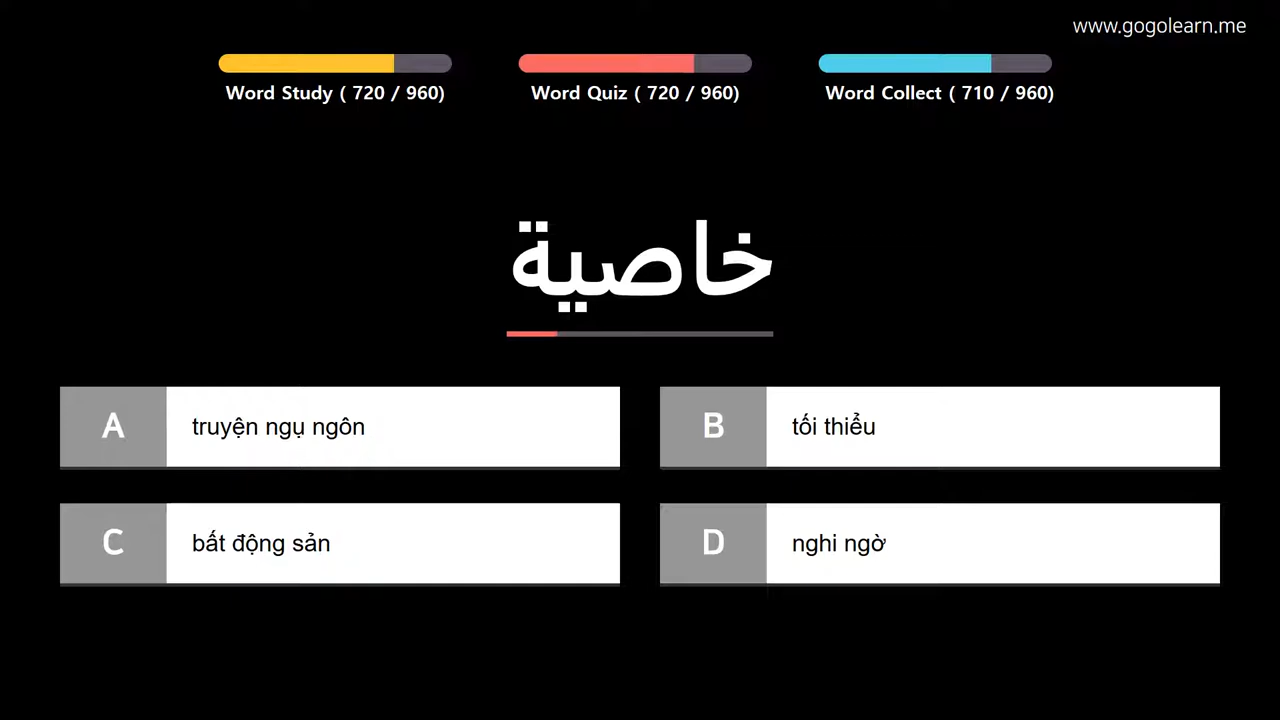 www.gogolearn.me
Word Study ( 720 / 960)
Word Quiz ( 720 / 960)
Word Collect ( 710 / 960)
خاصية
A truyện ngụ ngôn
B tối thiểu
C bất động sản
D nghi ngờ